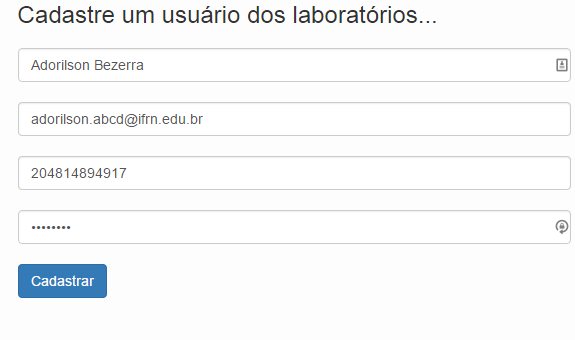 Cadastre um usuário dos laboratórios...
Adorilson Bezerra
adorilson.abcd@ifrn.edu.br
204814894917
••••••••
Cadastrar